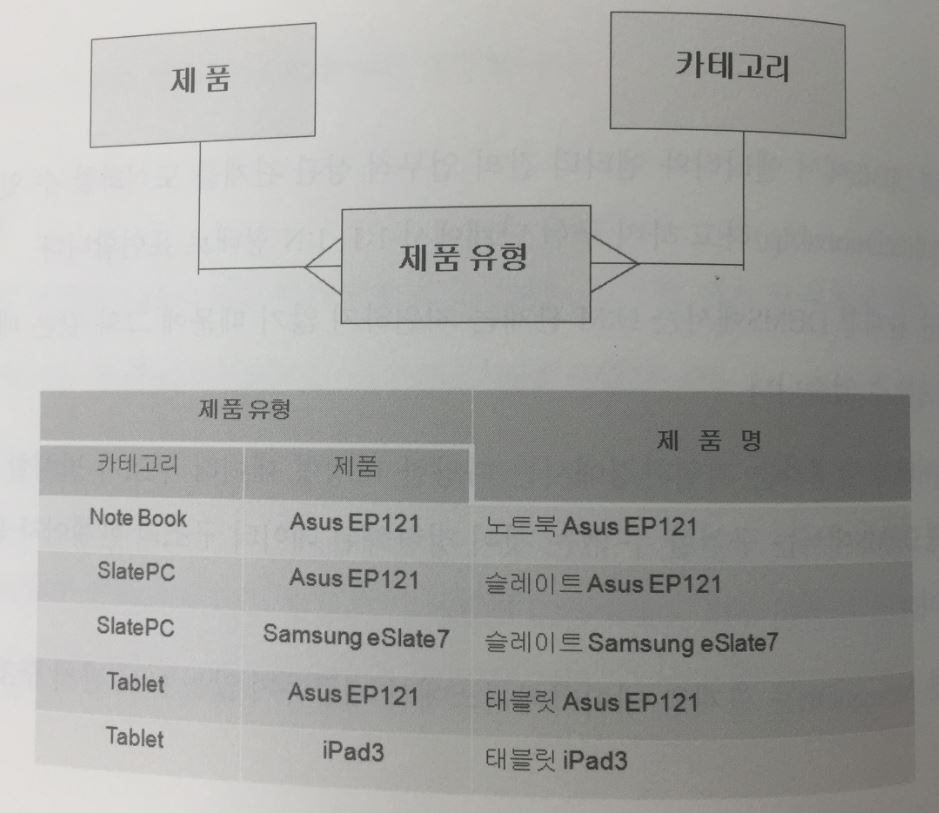 제품
카테고리
제품 유형
제품 유형
제 품 명
카테고리 제품
Note Book Asus EP121 노트북 Asus EP121
SlatePC Asus EP121 슬레이트 Asus EP121
SlatePC Samsung eSlate7 슬레이트 Samsung eSlate7
Tablet Asus EP121 태블릿 Asus EP121
Tablet iPad3 태블릿 iPad3